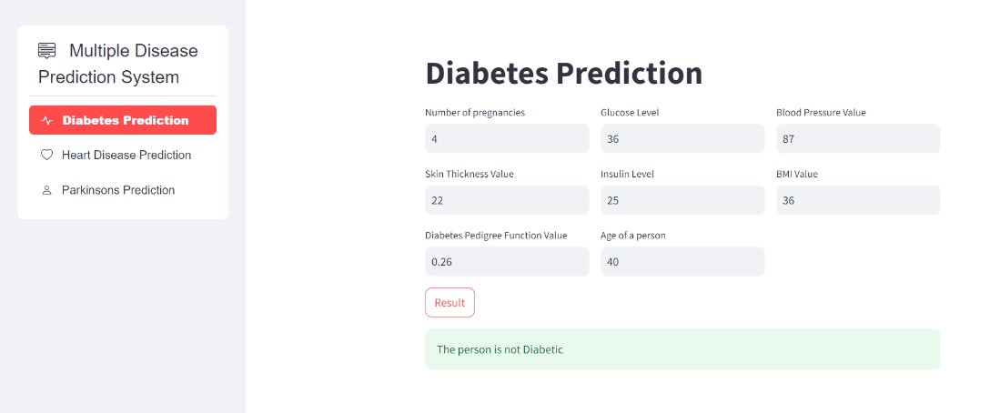 Multiple Disease
Prediction System
Diabetes Prediction
Heart Disease Prediction
Parkinsons Prediction
Diabetes Prediction
Number of pregnancies
Glucose Level
Blood Pressure Value
4
36
87
Skin Thickness Value
Insulin Level
BMI Value
22
25
36
Diabetes Pedigree Function Value
Age of a person
0.26
40
Result
The person is not Diabetic